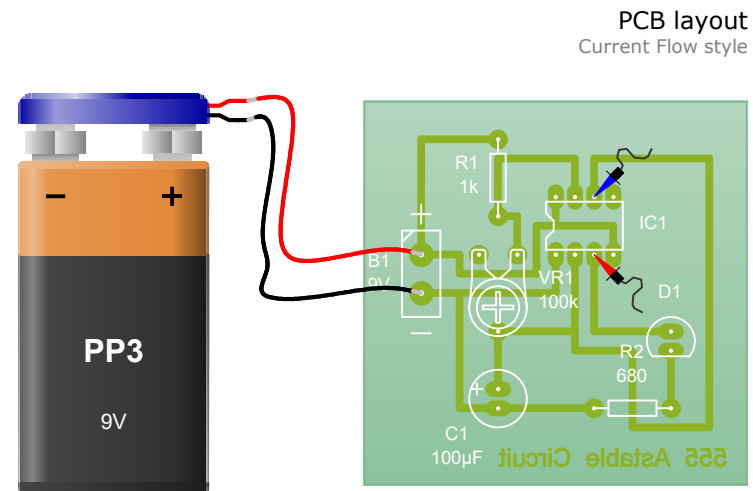 PCB layout
Current Flow style
R1
1k
IC1
+
B1
9V
VR1
100k
D1
− +
−
R2
680
PP3
+
9V
C1
100µF
555 Astable Circuit